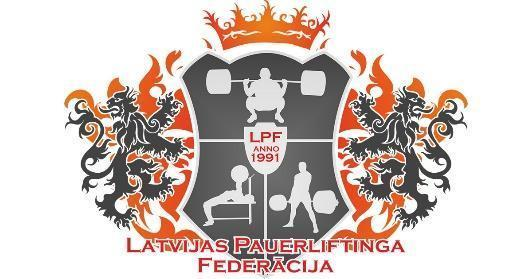 LPF
ANNO
1991
LATVIJAS PAUERLIFTINGA
FEDERĀCIJA